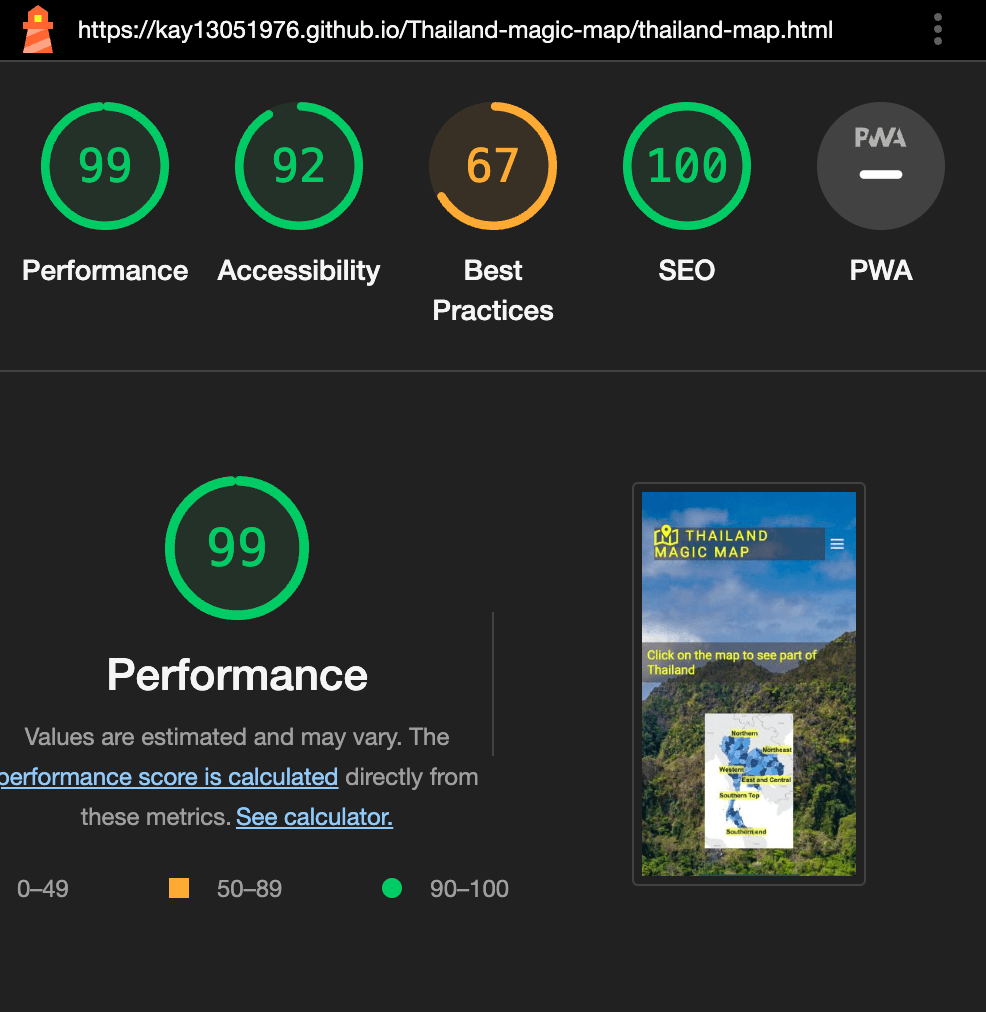 https://kay13051976.github.io/Thailand-magic-map/thailand-map.html
99
92
67
100
PWA
Performance
Accessibility
Best
Practices
SEO
PWA
99
Performance
Values are estimated and may vary. The
performance score is calculated directly from
these metrics. See calculator.
0–49
50–89
90–100
THAILAND
MAGIC MAP
Click on the map to see part of
Thailand
Northern
Northeast
Western
East and Central
Southern Top
Southern end